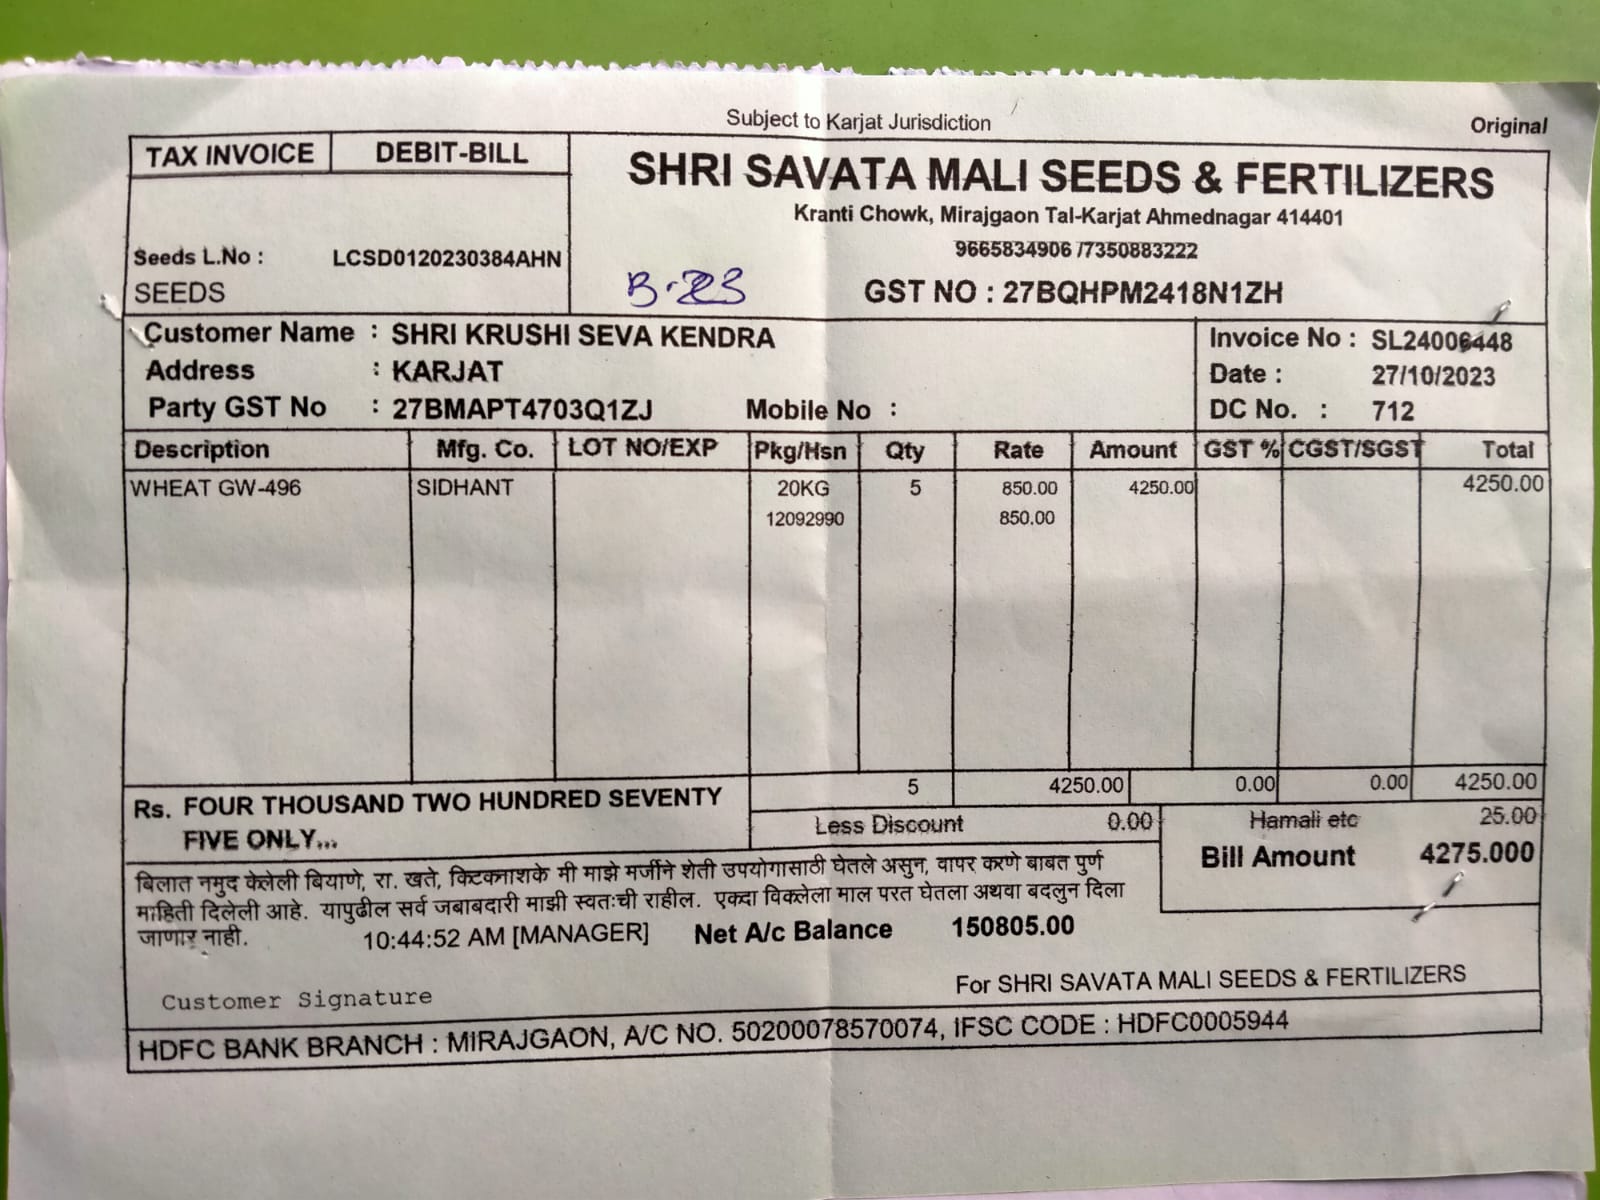 Subject to Karjat Jurisdiction
Original
TAX INVOICE DEBIT-BILL
SHRI SAVATA MALI SEEDS & FERTILIZERS
Kranti Chowk, Mirajgaon Tal-Karjat Ahmednagar 414401
9665834906 /7350883222
Seeds L.No : LCSD0120230384AHN
SEEDS
B-23
GST NO : 27BQHPM2418N1ZH
Customer Name : SHRI KRUSHI SEVA KENDRA
Address : KARJAT
Party GST No : 27BMAPT4703Q1ZJ Mobile No :
Invoice No : SL24006448
Date : 27/10/2023
DC No. : 712
Description Mfg. Co. LOT NO/EXP Pkg/Hsn Qty Rate Amount GST % CGST/SGST Total
WHEAT GW-496 SIDHANT 20KG 5 850.00 4250.00 4250.00
12092990 850.00
5 4250.00 0.00 0.00 4250.00
Rs. FOUR THOUSAND TWO HUNDRED SEVENTY
FIVE ONLY...
Less Discount 0.00
Hamali etc 25.00
Bill Amount 4275.000
बिलात नमुद केलेली बियाणे, रा. खते, किटकनाशके मी माझे मर्जीने शेती उपयोगासाठी घेतले असुन, वापर करणे बाबत पुर्ण
माहिती दिलेली आहे. यापुढील सर्व जबाबदारी माझी स्वतःची राहील. एकदा विकलेला माल परत घेतला अथवा बदलुन दिला
जाणार नाही. 10:44:52 AM [MANAGER] Net A/c Balance 150805.00
For SHRI SAVATA MALI SEEDS & FERTILIZERS
Customer Signature
HDFC BANK BRANCH : MIRAJGAON, A/C NO. 50200078570074, IFSC CODE : HDFC0005944